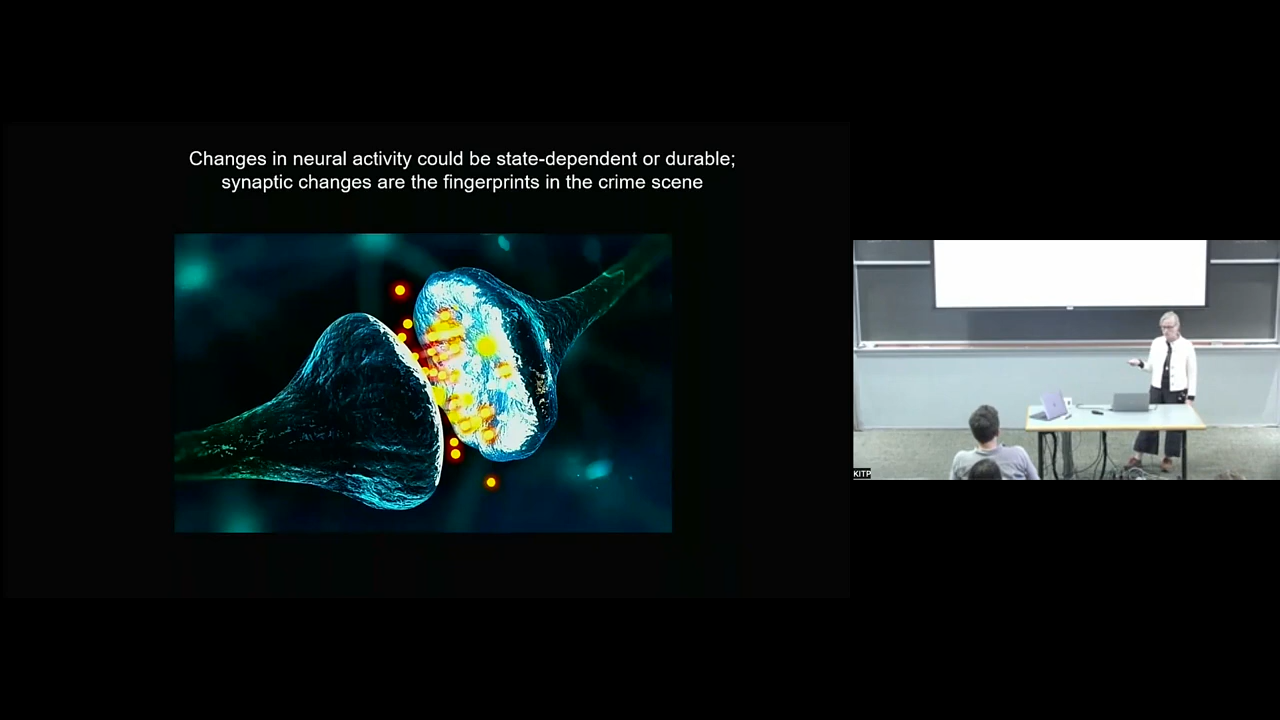 Changes in neural activity could be state-dependent or durable;
synaptic changes are the fingerprints in the crime scene
KITP